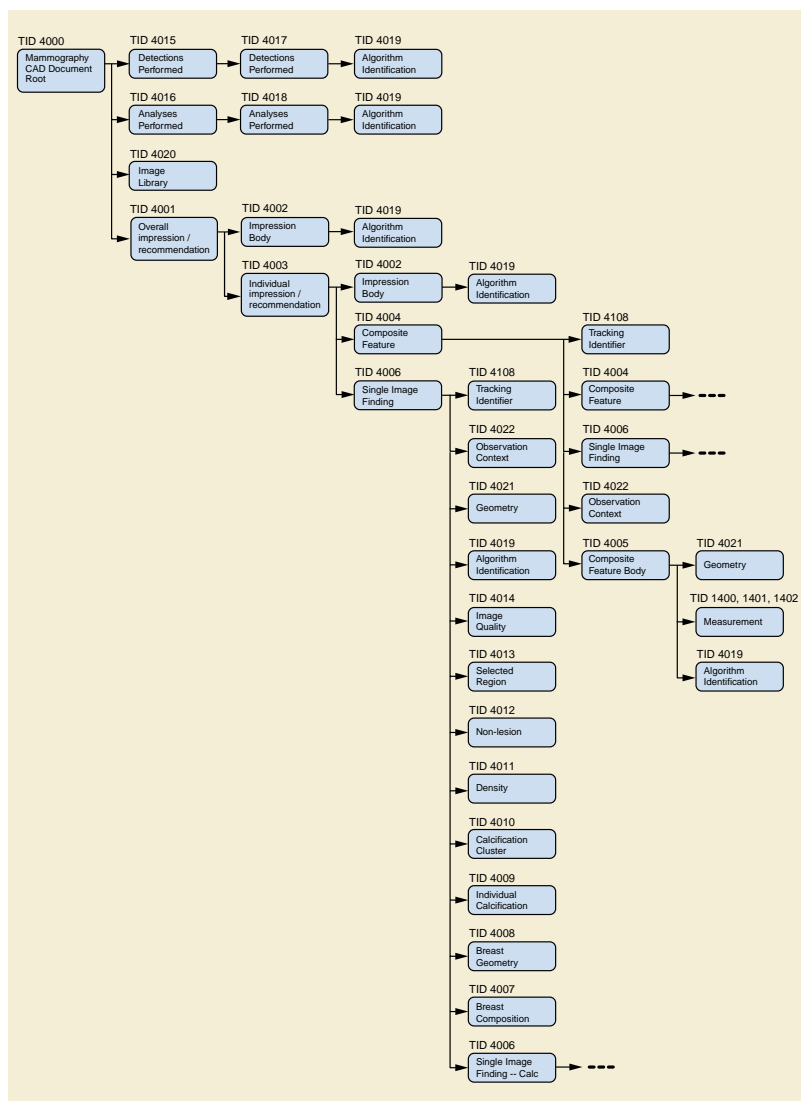 TID 4000
Mammography
CAD Document
Root
TID 4015
Detections
Performed
TID 4017
Detections
Performed
TID 4019
Algorithm
Identification
TID 4016
Analyses
Performed
TID 4018
Analyses
Performed
TID 4019
Algorithm
Identification
TID 4020
Image
Library
TID 4001
Overall
impression /
recommendation
TID 4002
Impression
Body
TID 4019
Algorithm
Identification
TID 4003
Individual
impression /
recommendation
TID 4002
Impression
Body
TID 4019
Algorithm
Identification
TID 4004
Composite
Feature
TID 4108
Tracking
Identifier
TID 4006
Single Image
Finding
TID 4108
Tracking
Identifier
TID 4004
Composite
Feature
TID 4022
Observation
Context
TID 4006
Single Image
Finding
TID 4021
Geometry
TID 4022
Observation
Context
TID 4019
Algorithm
Identification
TID 4005
Composite
Feature Body
TID 4021
Geometry
TID 4014
Image
Quality
TID 1400, 1401, 1402
Measurement
TID 4013
Selected
Region
TID 4019
Algorithm
Identification
TID 4012
Non-lesion
TID 4011
Density
TID 4010
Calcification
Cluster
TID 4009
Individual
Calcification
TID 4008
Breast
Geometry
TID 4007
Breast
Composition
TID 4006
Single Image
Finding -- Calc